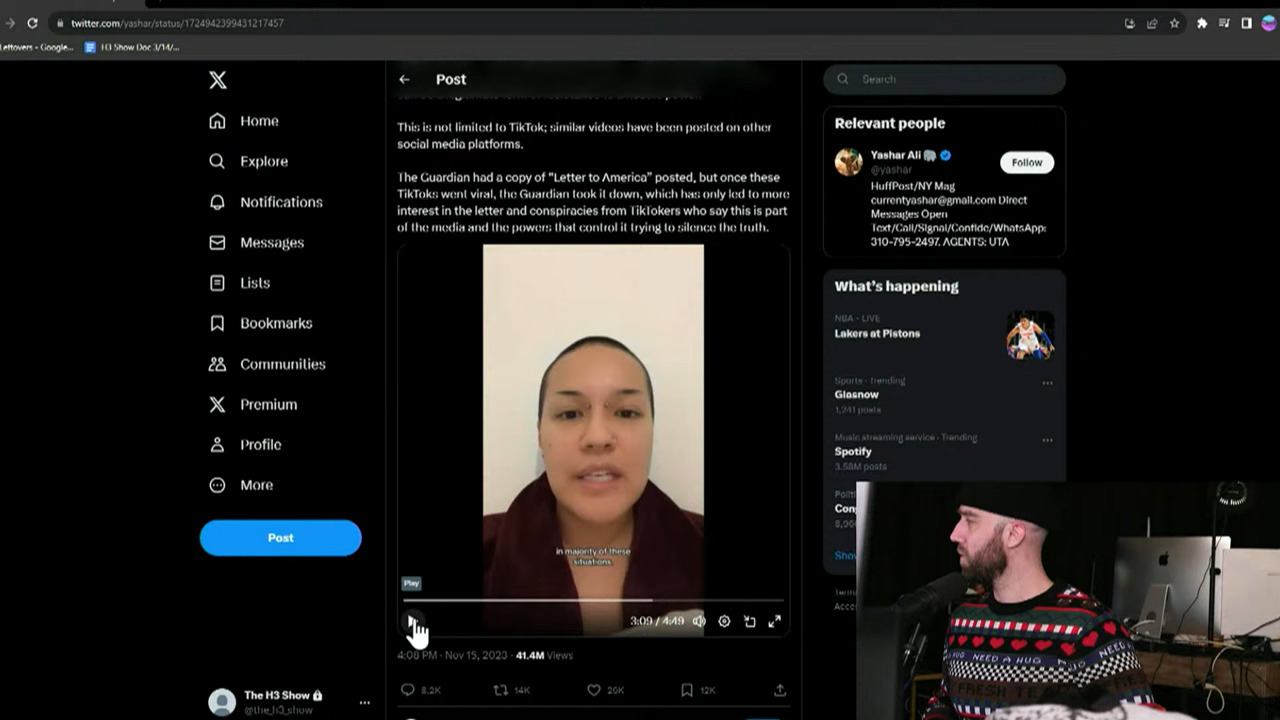 twitter.com/yashar/status/1724942399431217457
Leftovers - Google...
H3 Show Doc 3/14/...
Home
Explore
Notifications
Messages
Lists
Bookmarks
Communities
Premium
Profile
More
Post
The H3 Show
@the_h3_show
Post
This is not limited to TikTok; similar videos have been posted on other
social media platforms.
The Guardian had a copy of “Letter to America” posted, but once these
TikToks went viral, the Guardian took it down, which has only led to more
interest in the letter and conspiracies from TikTokers who say this is part
of the media and the powers that control it trying to silence the truth.
in majority of these
situations.
Play
3:09 / 4:49
4:08 PM · Nov 15, 2023 · 41.4M Views
8.2K
14K
26K
12K
Search
Relevant people
Yashar Ali
@yashar
Follow
HuffPost/NY Mag
currentyashar@gmail.com Direct
Messages Open
Text/Call/Signal/Confide/WhatsApp:
310-795-2497. AGENTS: UTA
What’s happening
NBA · LIVE
Lakers at Pistons
Sports · Trending
Glasnow
1,241 posts
Music streaming service · Trending
Spotify
3.58M posts
NEED A HUG